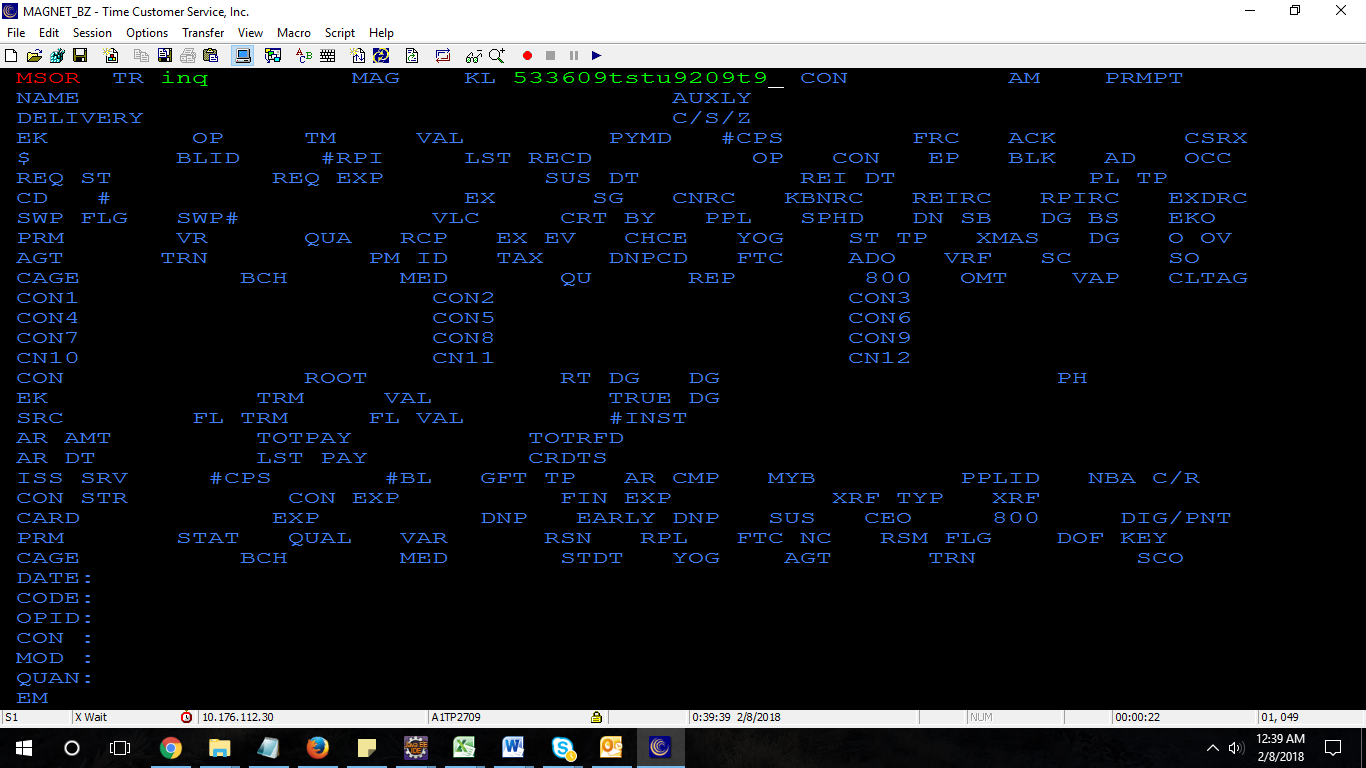 MAGNET_BZ - Time Customer Service, Inc.
File Edit Session Options Transfer View Macro Script Help
MSOR TR inq MAG KL 533609tstu9209t9_ CON AM PRMPT
NAME AUXLY
DELIVERY C/S/Z
EK OP TM VAL PYMD #CPS FRC ACK CSRX
$ BLID #RPI LST RECD OP CON EP BLK AD OCC
REQ ST REQ EXP SUS DT REI DT PL TP
CD # EX SG CNRC KBNRC REIRC RPIRC EXDRC
SWP FLG SWP# VLC CRT BY PPL SPHD DN SB DG BS EKO
PRM VR QUA RCP EX EV CHCE YOG ST TP XMAS DG O OV
AGT TRN PM ID TAX DNPCD FTC ADO VRF SC SO
CAGE BCH MED QU REP 800 OMT VAP CLTAG
CON1 CON2 CON3
CON4 CON5 CON6
CON7 CON8 CON9
CN10 CN11 CN12
CON ROOT RT DG DG PH
EK TRM VAL TRUE DG
SRC FL TRM FL VAL #INST
AR AMT TOTPAY TOTRFD
AR DT LST PAY CRDTS
ISS SRV #CPS #BL GFT TP AR CMP MYB PPLID NBA C/R
CON STR CON EXP FIN EXP XRF TYP XRF
CARD EXP DNP EARLY DNP SUS CEO 800 DIG/PNT
PRM STAT QUAL VAR RSN RPL FTC NC RSM FLG DOF KEY
CAGE BCH MED STDT YOG AGT TRN SCO
DATE:
CODE:
OPID:
CON :
MOD :
QUAN:
EM
S1 X Wait 10.176.112.30 A1TP2709 0:39:39 2/8/2018 NUM 00:00:22 01, 049
12:39 AM
2/8/2018